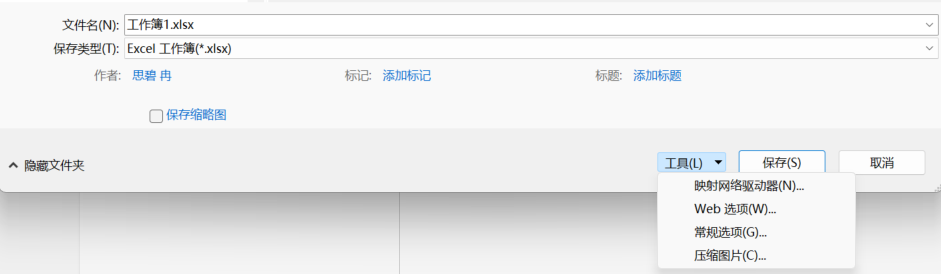 文件名(N): 工作簿1.xlsx
保存类型(T): Excel 工作簿(*.xlsx)
作者: 思碧 冉 标记: 添加标记 标题: 添加标题
保存缩略图
隐藏文件夹 工具(L) 保存(S) 取消
映射网络驱动器(N)...
Web 选项(W)...
常规选项(G)...
压缩图片(C)...